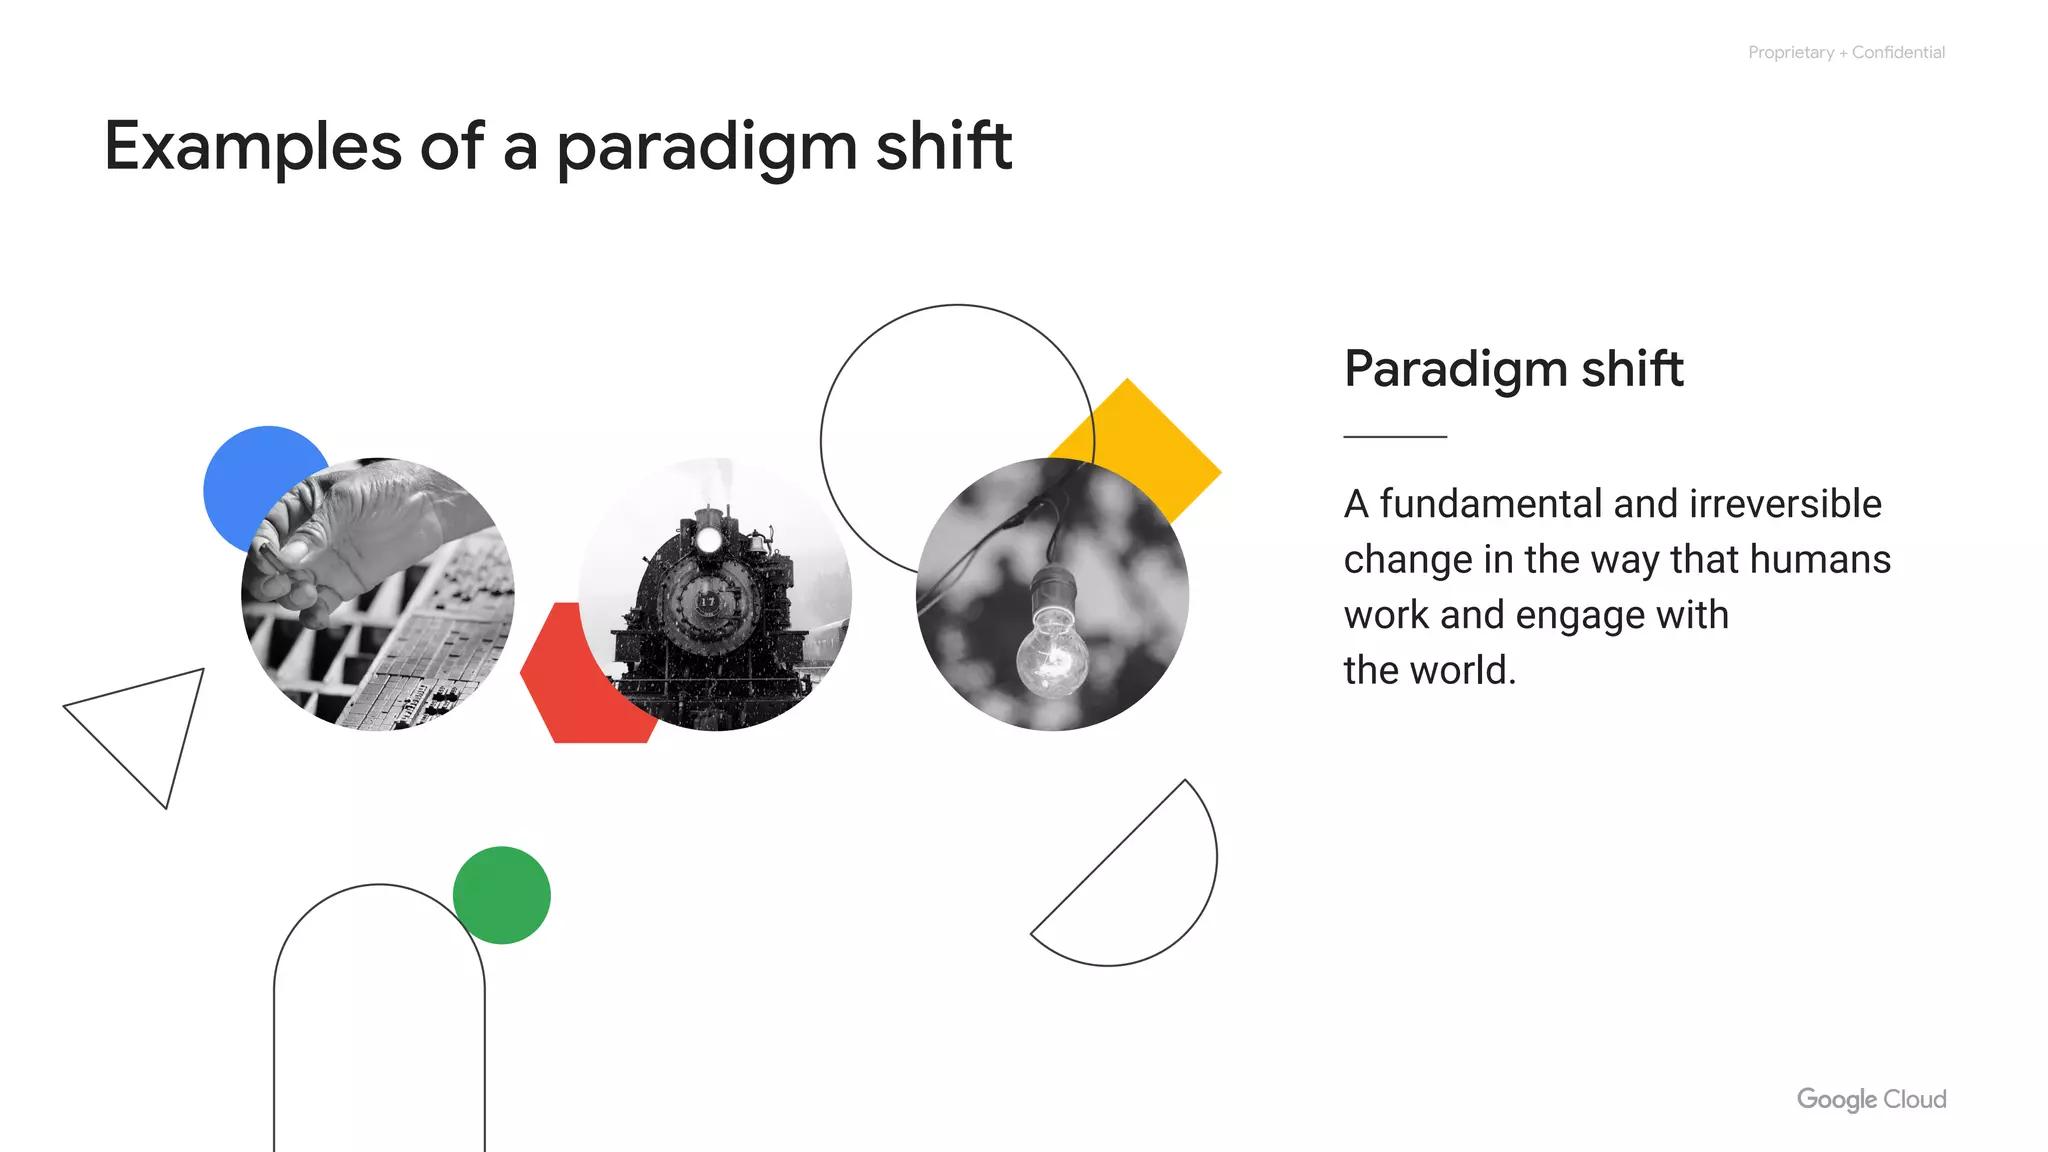 Proprietary + Confidential
Examples of a paradigm shift
17
Paradigm shift
A fundamental and irreversible
change in the way that humans
work and engage with
the world.
Google Cloud